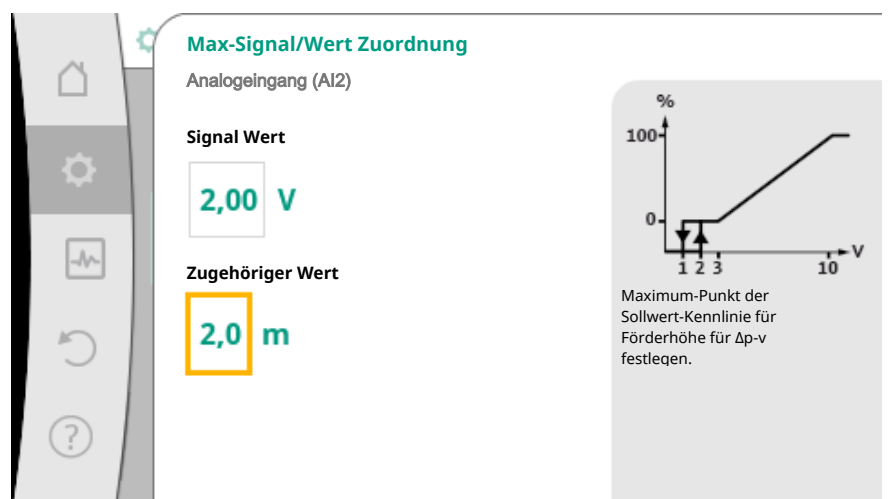 Max-Signal/Wert Zuordnung
Analogeingang (AI2)
Signal Wert
2,00 V
Zugehöriger Wert
2,0 m
%
100
0
1 2 3 10 V
Maximum-Punkt der
Sollwert-Kennlinie für
Förderhöhe für Δp-v
festlegen.
?